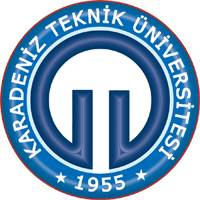 KARADENİZ TEKNİK ÜNİVERSİTESİ
★ 1955 ★